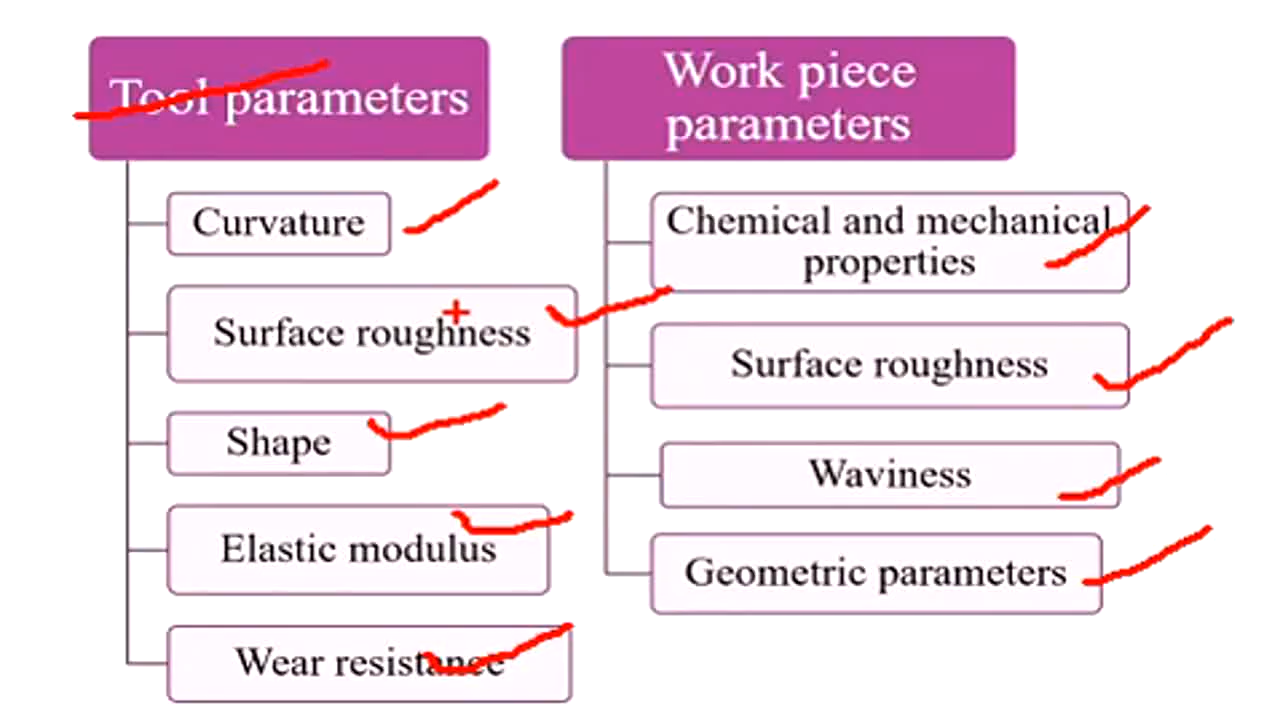 Tool parameters
Curvature
Surface roughness
Shape
Elastic modulus
Wear resistance
Work piece
parameters
Chemical and mechanical
properties
Surface roughness
Waviness
Geometric parameters